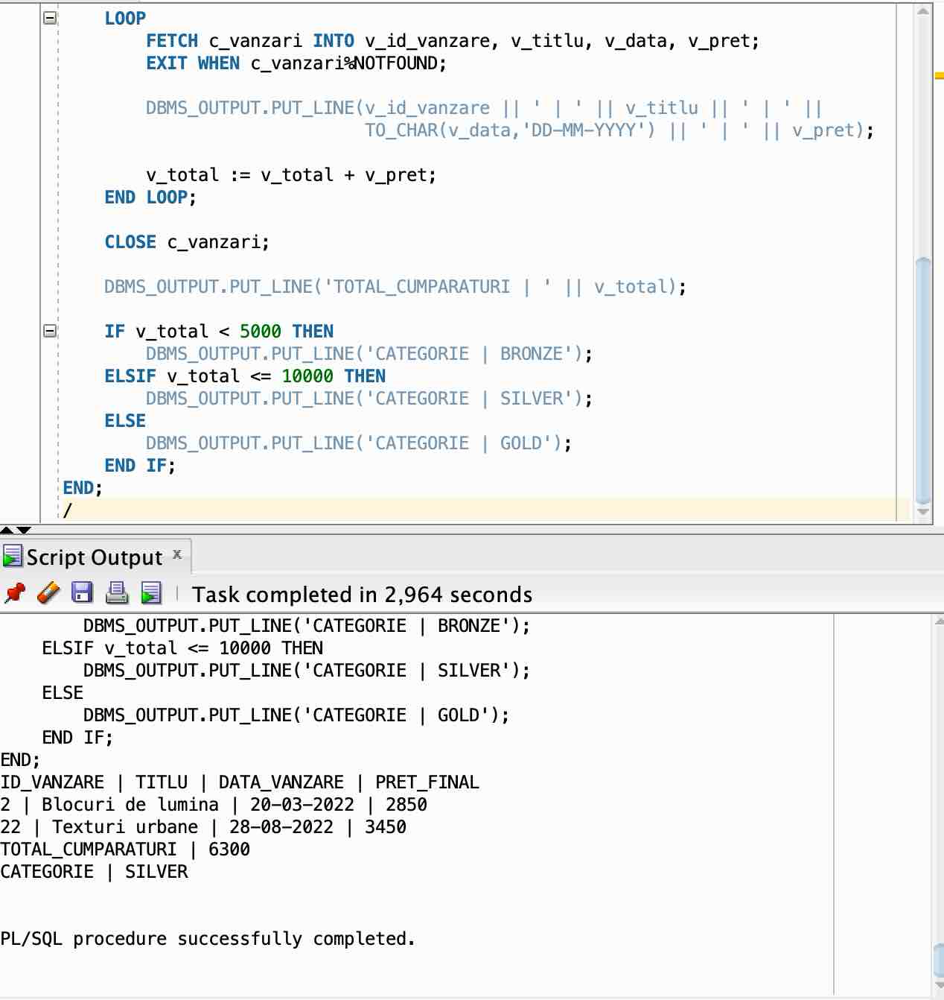 LOOP
FETCH c_vanzari INTO v_id_vanzare, v_titlu, v_data, v_pret;
EXIT WHEN c_vanzari%NOTFOUND;
DBMS_OUTPUT.PUT_LINE(v_id_vanzare || ' | ' || v_titlu || ' | ' ||
TO_CHAR(v_data,'DD-MM-YYYY') || ' | ' || v_pret);
v_total := v_total + v_pret;
END LOOP;
CLOSE c_vanzari;
DBMS_OUTPUT.PUT_LINE('TOTAL_CUMPARATURI | ' || v_total);
IF v_total < 5000 THEN
DBMS_OUTPUT.PUT_LINE('CATEGORIE | BRONZE');
ELSIF v_total <= 10000 THEN
DBMS_OUTPUT.PUT_LINE('CATEGORIE | SILVER');
ELSE
DBMS_OUTPUT.PUT_LINE('CATEGORIE | GOLD');
END IF;
END;
/
Script Output x
Task completed in 2,964 seconds
DBMS_OUTPUT.PUT_LINE('CATEGORIE | BRONZE');
ELSIF v_total <= 10000 THEN
DBMS_OUTPUT.PUT_LINE('CATEGORIE | SILVER');
ELSE
DBMS_OUTPUT.PUT_LINE('CATEGORIE | GOLD');
END IF;
END;
ID_VANZARE | TITLU | DATA_VANZARE | PRET_FINAL
2 | Blocuri de lumina | 20-03-2022 | 2850
22 | Texturi urbane | 28-08-2022 | 3450
TOTAL_CUMPARATURI | 6300
CATEGORIE | SILVER
PL/SQL procedure successfully completed.